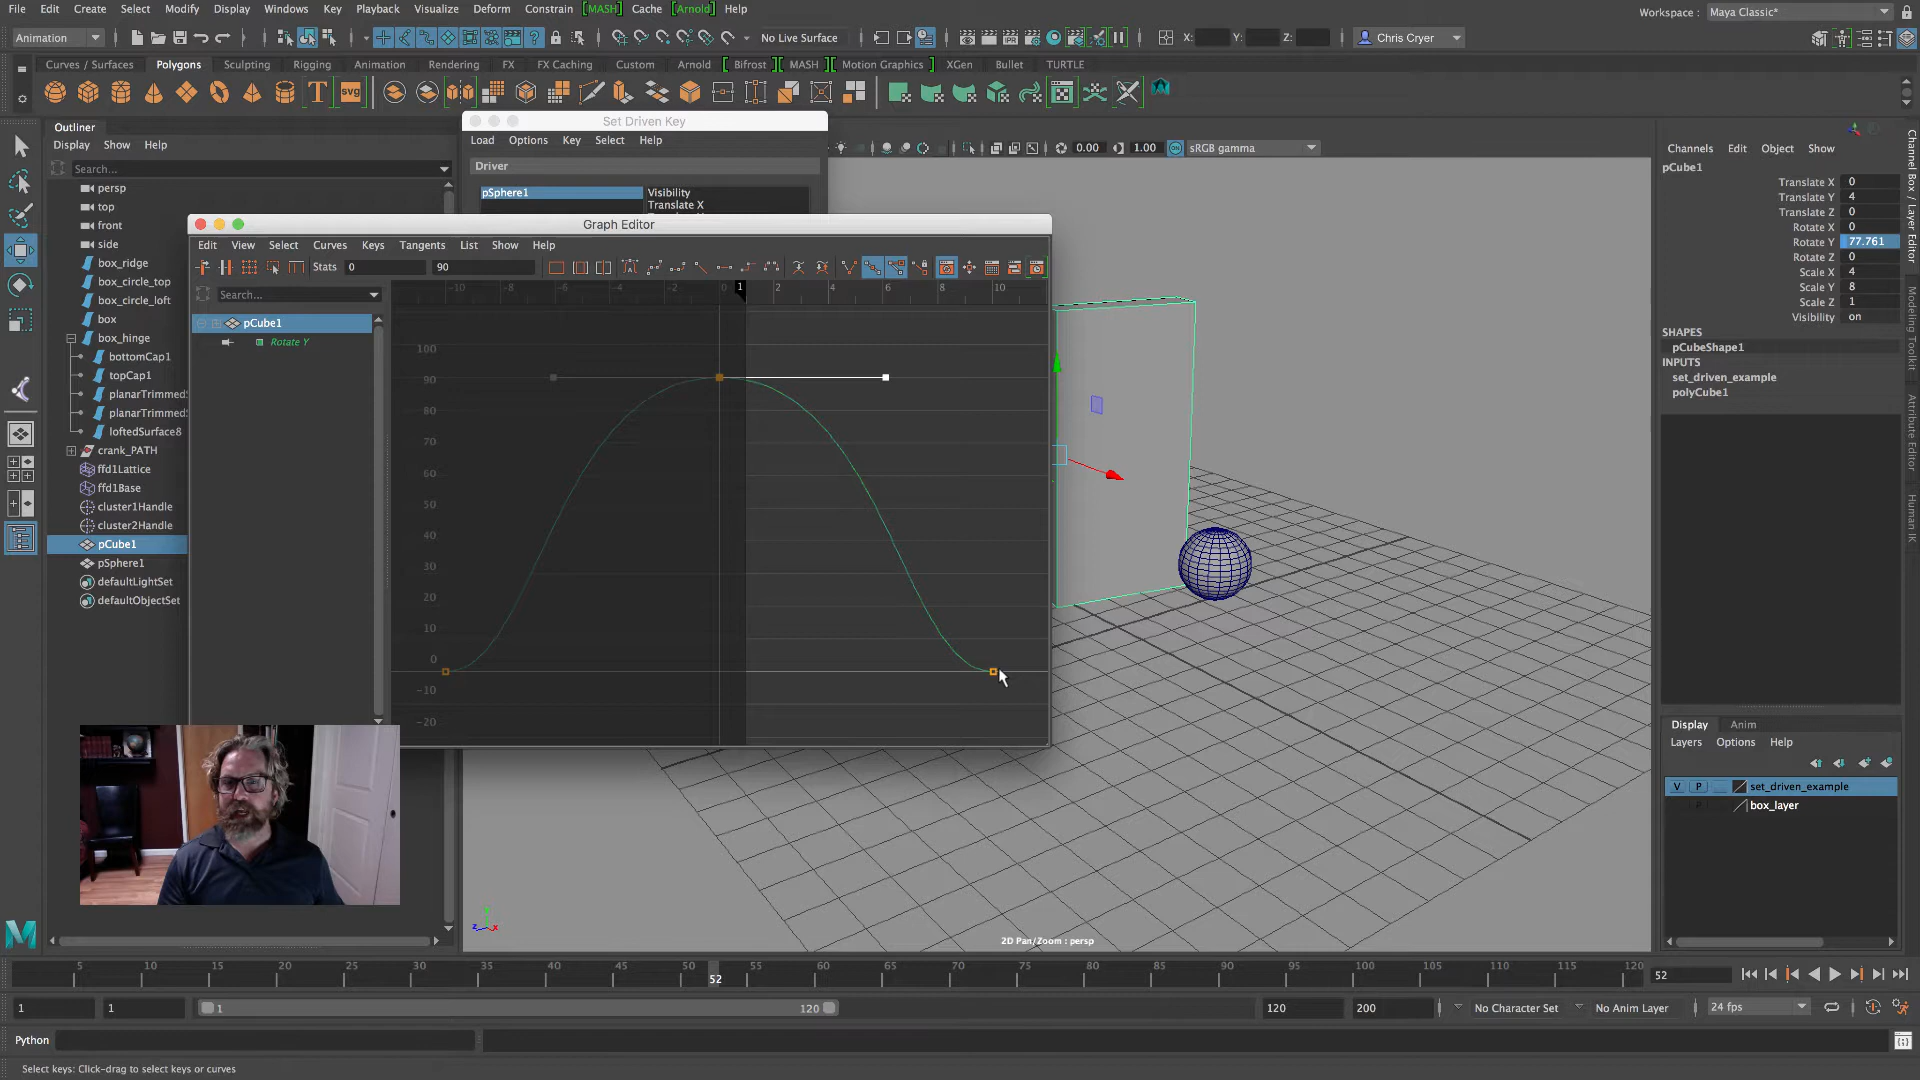 File Edit Create Select Modify Display Windows Key Playback Visualize Deform Constrain [MASH] Cache [Arnold] Help
Workspace : Maya Classic*
Animation
No Live Surface
X: Y: Z:
Chris Cryer
Curves / Surfaces Polygons Sculpting Rigging Animation Rendering FX FX Caching Custom Arnold [ Bifrost ] [ MASH ] [ Motion Graphics ] XGen Bullet TURTLE
T svg
Outliner
Display Show Help
Search...
persp
top
front
side
box_ridge
box_circle_top
box_circle_loft
box
box_hinge
bottomCap1
topCap1
planarTrimmed
planarTrimmed
loftedSurface8
crank_PATH
ffd1Lattice
ffd1Base
cluster1Handle
cluster2Handle
pCube1
pSphere1
defaultLightSet
defaultObjectSet
Set Driven Key
Load Options Key Select Help
Driver
pSphere1 Visibility
Translate X
0.00 1.00 sRGB gamma
Graph Editor
Edit View Select Curves Keys Tangents List Show Help
Stats 0 90
Search...
pCube1
Rotate Y
-10 -8 -6 -4 -2 0 1 2 4 6 8 10
100
90
80
70
60
50
40
30
20
10
0
-10
-20
2D Pan/Zoom : persp
Channels Edit Object Show
pCube1
Translate X 0
Translate Y 4
Translate Z 0
Rotate X 0
Rotate Y 77.761
Rotate Z 0
Scale X 4
Scale Y 8
Scale Z 1
Visibility on
SHAPES
pCubeShape1
INPUTS
set_driven_example
polyCube1
Channel Box / Layer Editor
Modeling Toolkit
Attribute Editor
Human IK
Display Anim
Layers Options Help
V P set_driven_example
P box_layer
5 10 15 20 25 30 35 40 45 50 55 60 65 70 75 80 85 90 95 100 105 110 115 120
52
52
1 1 1 120 120 200 No Character Set No Anim Layer 24 fps
Python
Select keys: Click-drag to select keys or curves